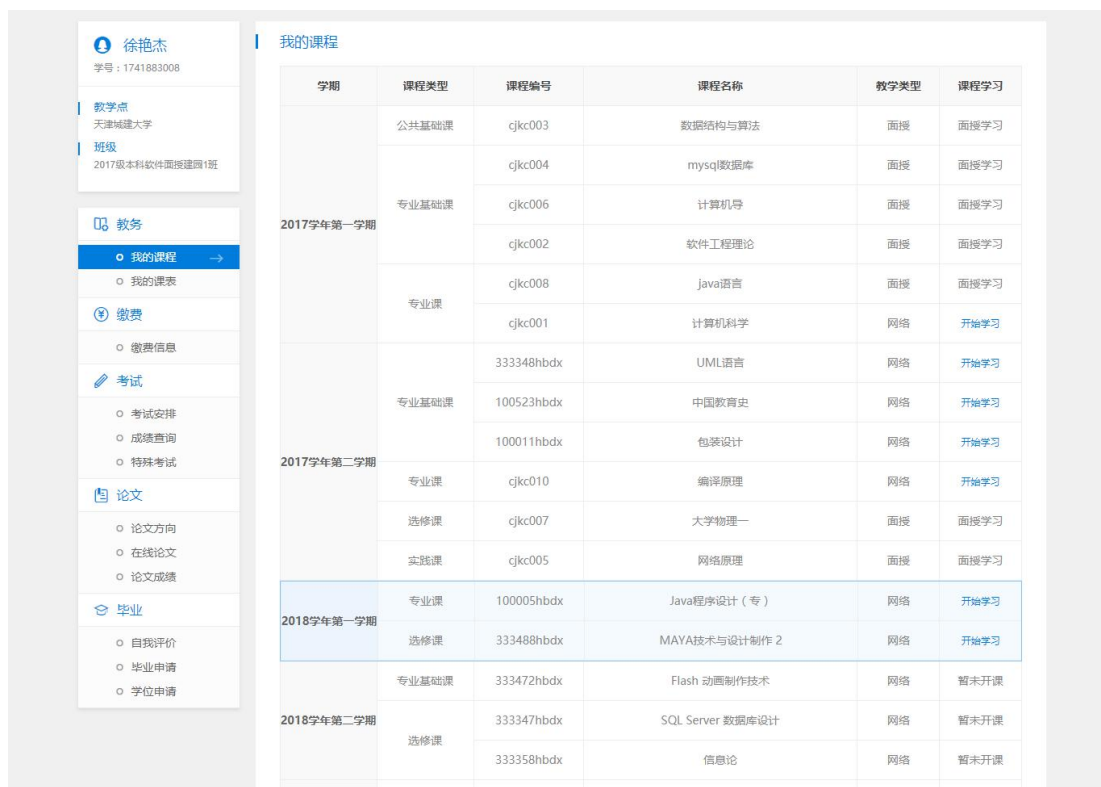 徐艳杰
学号：1741883008
教学点
天津城建大学
班级
2017级本科软件面授建园1班
教务
我的课程
我的课表
缴费
缴费信息
考试
考试安排
成绩查询
特殊考试
论文
论文方向
在线论文
论文成绩
毕业
自我评价
毕业申请
学位申请
我的课程
学期 课程类型 课程编号 课程名称 教学类型 课程学习
2017学年第一学期
公共基础课 cjkc003 数据结构与算法 面授 面授学习
专业基础课 cjkc004 mysql数据库 面授 面授学习
cjkc006 计算机导 面授 面授学习
cjkc002 软件工程理论 面授 面授学习
专业课 cjkc008 java语言 面授 面授学习
cjkc001 计算机科学 网络 开始学习
2017学年第二学期
专业基础课 333348hbdx UML语言 网络 开始学习
100523hbdx 中国教育史 网络 开始学习
100011hbdx 包装设计 网络 开始学习
专业课 cjkc010 编译原理 网络 开始学习
选修课 cjkc007 大学物理一 面授 面授学习
实践课 cjkc005 网络原理 面授 面授学习
2018学年第一学期
专业课 100005hbdx Java程序设计（专） 网络 开始学习
选修课 333488hbdx MAYA技术与设计制作 2 网络 开始学习
2018学年第二学期
专业基础课 333472hbdx Flash 动画制作技术 网络 暂未开课
选修课 333347hbdx SQL Server 数据库设计 网络 暂未开课
333358hbdx 信息论 网络 暂未开课